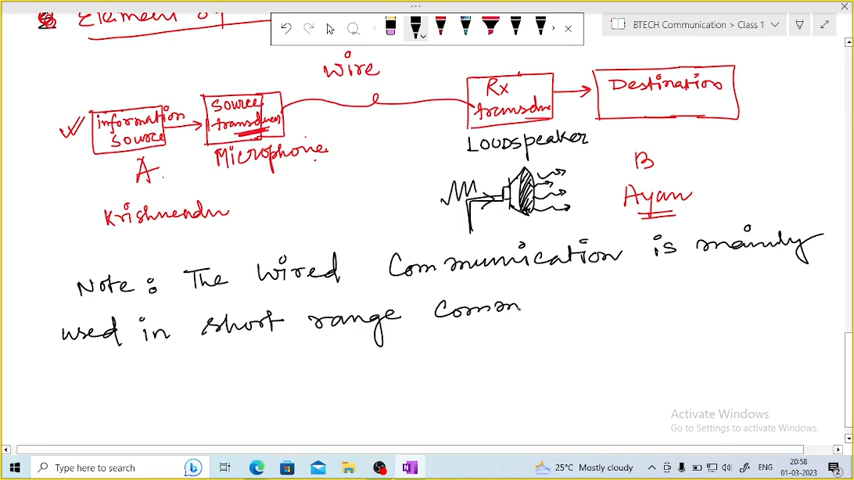 Element of
BTECH Communication > Class 1
wire
information
source
source
transducer
Rx
transdu
Destination
Microphone
Loudspeaker
A
B
Krishnendu
Ayan
Note: The wired Communication is mainly
used in short range comm
Activate Windows
Go to Settings to activate Windows.
Type here to search
25°C Mostly cloudy
ENG
20:58
01-03-2023
2